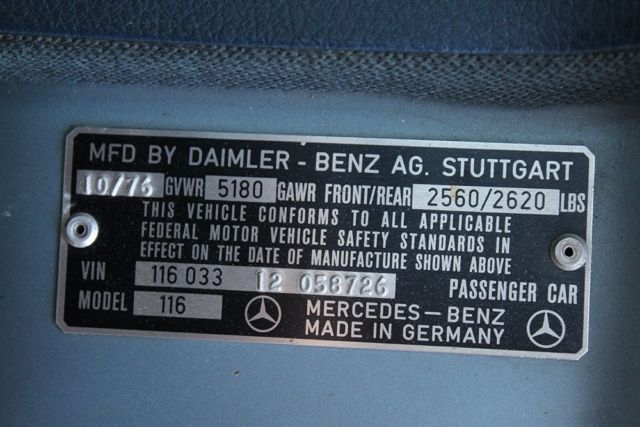 MFD BY DAIMLER - BENZ AG. STUTTGART
10/76 GVWR 5180 GAWR FRONT/REAR 2560/2620 LBS
THIS VEHICLE CONFORMS TO ALL APPLICABLE
FEDERAL MOTOR VEHICLE SAFETY STANDARDS IN
EFFECT ON THE DATE OF MANUFACTURE SHOWN ABOVE
VIN 116 033 12 058726 PASSENGER CAR
MODEL 116 MERCEDES-BENZ
MADE IN GERMANY